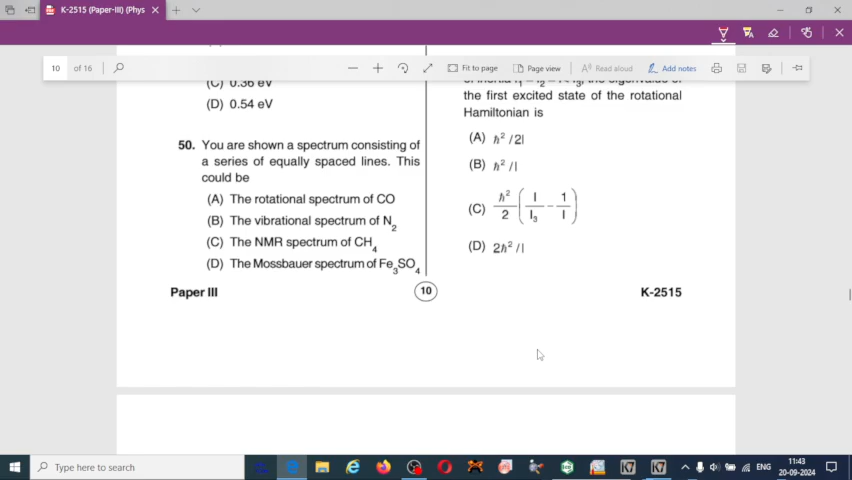 K-2515 (Paper-III) (Phys
10 of 16
Fit to page
Page view
Read aloud
Add notes
(C) 0.36 eV
(D) 0.54 eV
50. You are shown a spectrum consisting of
a series of equally spaced lines. This
could be
(A) The rotational spectrum of CO
(B) The vibrational spectrum of N2
(C) The NMR spectrum of CH4
(D) The Mossbauer spectrum of Fe3SO4
the eigenvalue of
the first excited state of the rotational
Hamiltonian is
(A) ℏ² /2I
(B) ℏ² /I
(C) ℏ²/2 (1/I3 − 1/I)
(D) 2ℏ² /I
Paper III
10
K-2515
Type here to search
ENG
11:43
20-09-2024